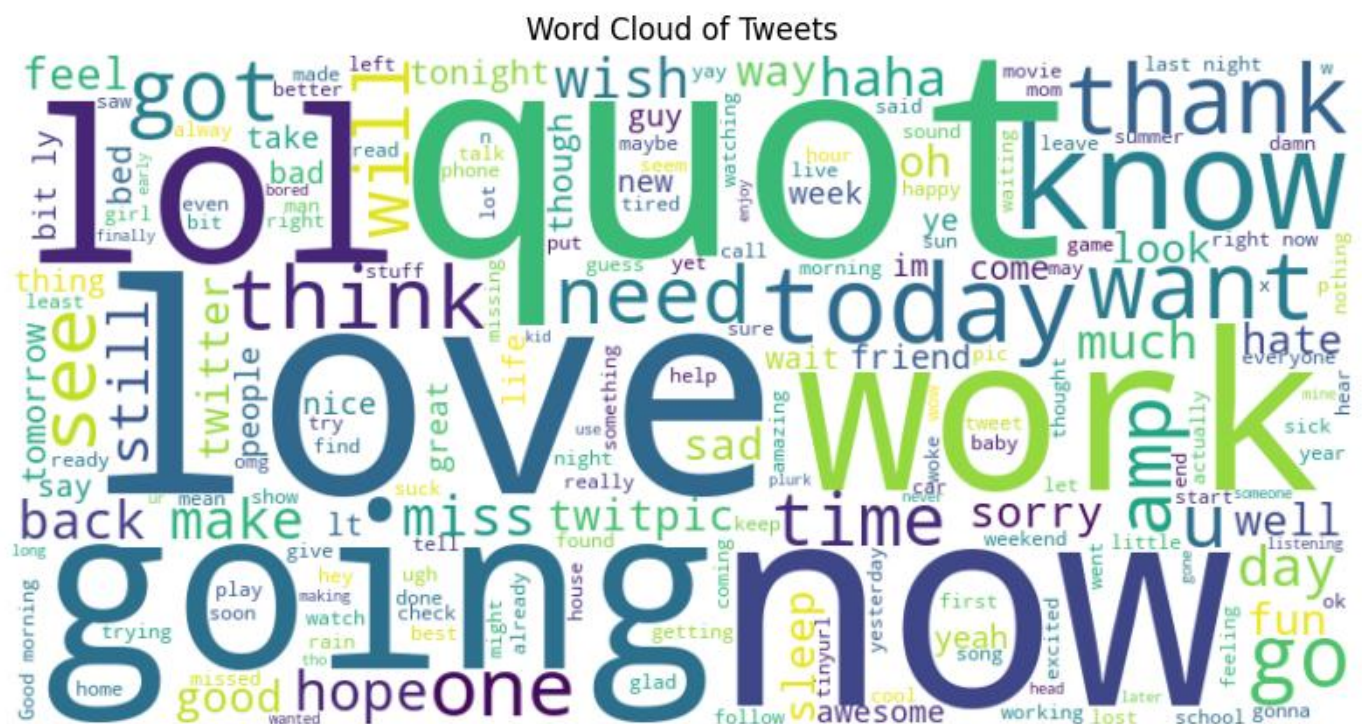 Word Cloud of Tweets
feel
got
made
better
left
will
tonight
wish
yay
way
haha
movie
mom
last night
w
thank
saw
lol
quot
said
know
bit ly
bed
early
alway
take
bad
bored
man
right
girl
finally
even
bit
read
n
talk
phone
lot
though
guy
maybe
seem
new
tired
watching
enjoy
hour
live
week
sound
oh
happy
waiting
leave
summer
damn
ye
sun
put
call
game
look
right now
thing
least
stuff
think
missing
guess
yet
need
morning
im
come
may
today
want
x
p
nothing
tomorrow
see
still
twitter
people
love
kid
life
sure
wait
friend
pic
much
hate
everyone
hear
nice
try
find
great
something
help
use
sad
amazing
work
wow
tweet
baby
thought
amp
actually
end
mine
sick
year
ready
say
omg
night
really
plurk
woke
car
let
ur
mean
show
suck
never
start
someone
back
make
lt
miss
twitpic
keep
time
sorry
weekend
little
u
well
listening
long
going
give
tell
found
now
went
gone
day
ok
Good morning
trying
play
soon
hey
making
watch
rain
tho
ugh
done
check
best
might
already
house
getting
coming
sleep
tinyurl
yesterday
first
yeah
song
excited
feeling
fun
go
home
missed
good
wanted
hope
one
glad
follow
cool
awesome
head
working
later
lost
school
gonna